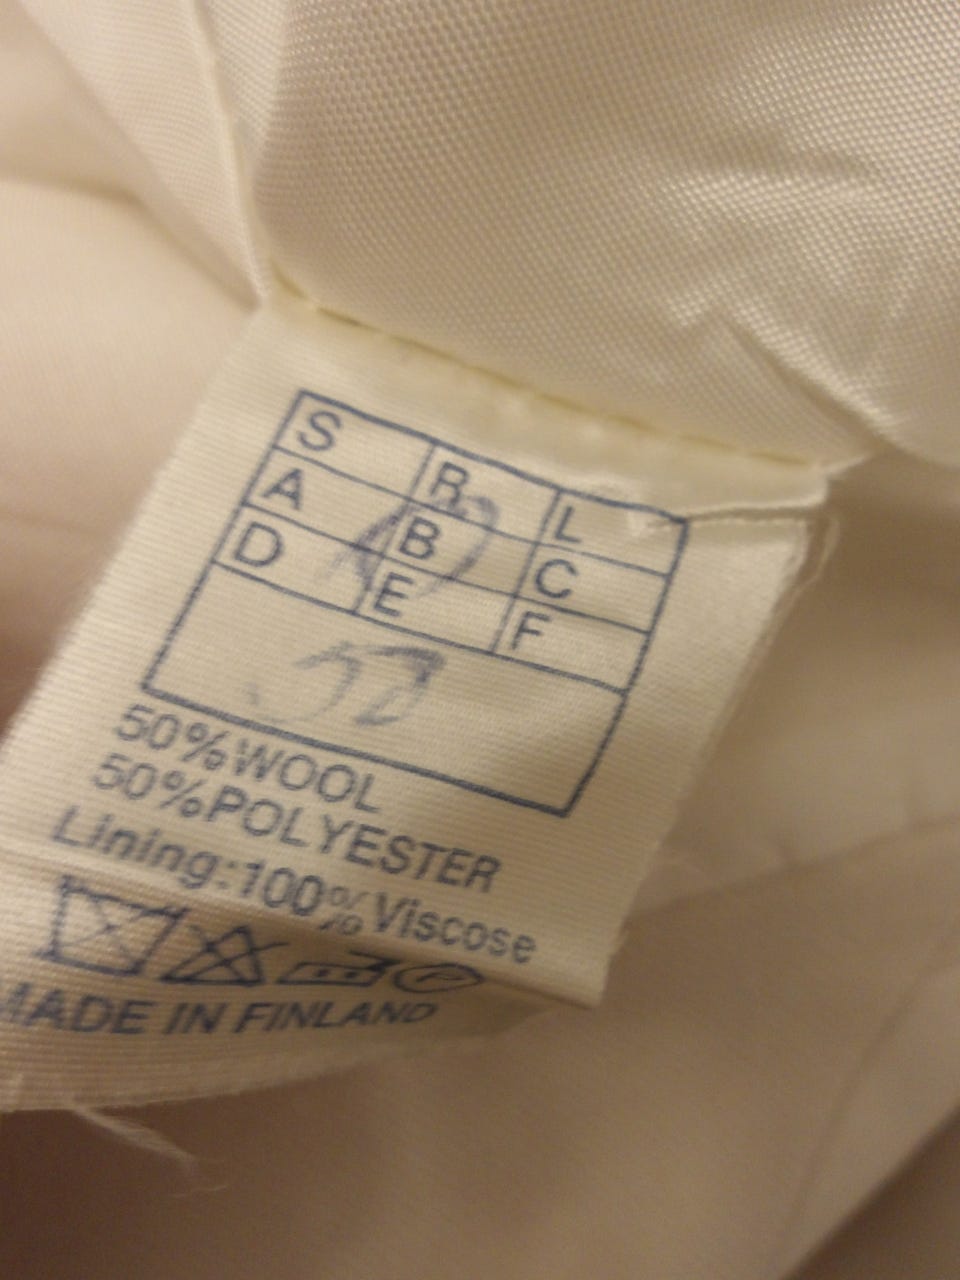 S R L
A B C
D E F
50%WOOL
50%POLYESTER
Lining:100%Viscose
MADE IN FINLAND